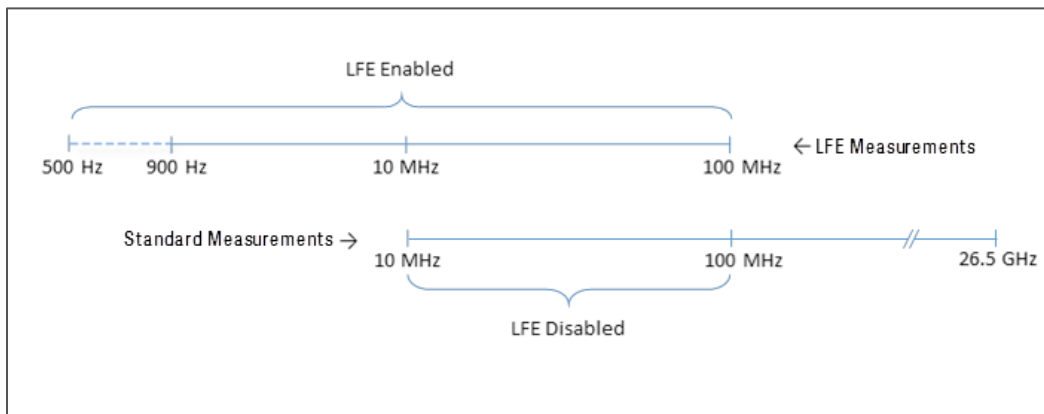 LFE Enabled
500 Hz 900 Hz 10 MHz 100 MHz ← LFE Measurements
Standard Measurements →
10 MHz 100 MHz 26.5 GHz
LFE Disabled